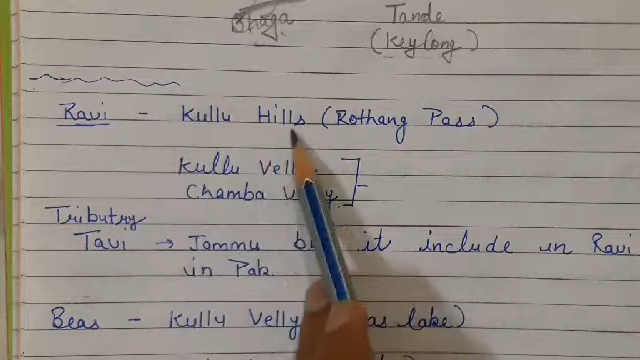 Bhaga Tande
(Keylong)
Ravi - Kullu Hills (Rothang Pass)
Kullu
Chamba
Tributry
Tavi → Jammu it include in Ravi
in Pak
Beas - Kully Velly lake)